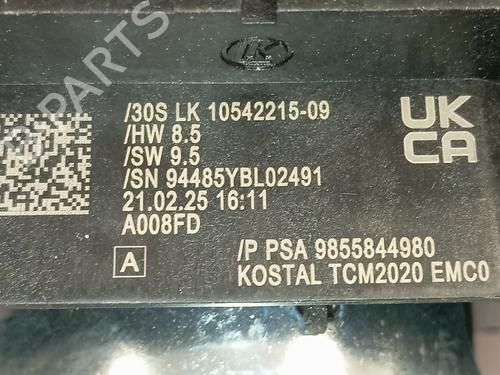 LK
/30S LK 10542215-09
/HW 8.5
/SW 9.5
/SN 94485YBL02491
21.02.25 16:11
A008FD
A
UK
CA
/P PSA 9855844980
KOSTAL TCM2020 EMC0